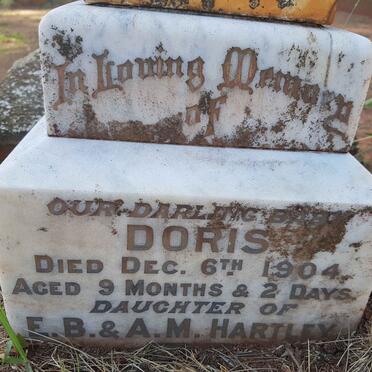 In Loving Memory
of
OUR DARLING BABY
DORIS
DIED DEC. 6TH 1904.
AGED 9 MONTHS & 2 DAYS.
DAUGHTER OF
E.B. & A.M. HARTLEY